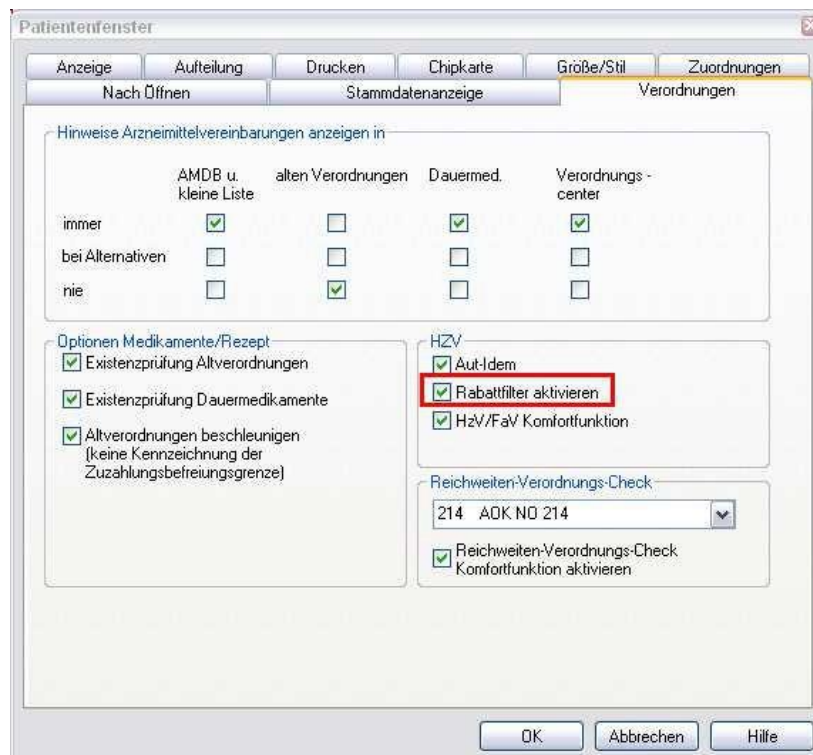 Patientenfenster
Anzeige Aufteilung Drucken Chipkarte Größe/Stil Zuordnungen
Nach Öffnen Stammdatenanzeige Verordnungen
Hinweise Arzneimittelvereinbarungen anzeigen in
AMDB u. kleine Liste alten Verordnungen Dauermed. Verordnungs - center
immer
bei Alternativen
nie
Optionen Medikamente/Rezept
Existenzprüfung Altverordnungen
Existenzprüfung Dauermedikamente
Altverordnungen beschleunigen
(keine Kennzeichnung der
Zuzahlungsbefreiungsgrenze)
HZV
Aut-Idem
Rabattfilter aktivieren
HzV/FaV Komfortfunktion
Reichweiten-Verordnungs-Check
214 AOK NO 214
Reichweiten-Verordnungs-Check
Komfortfunktion aktivieren
OK Abbrechen Hilfe